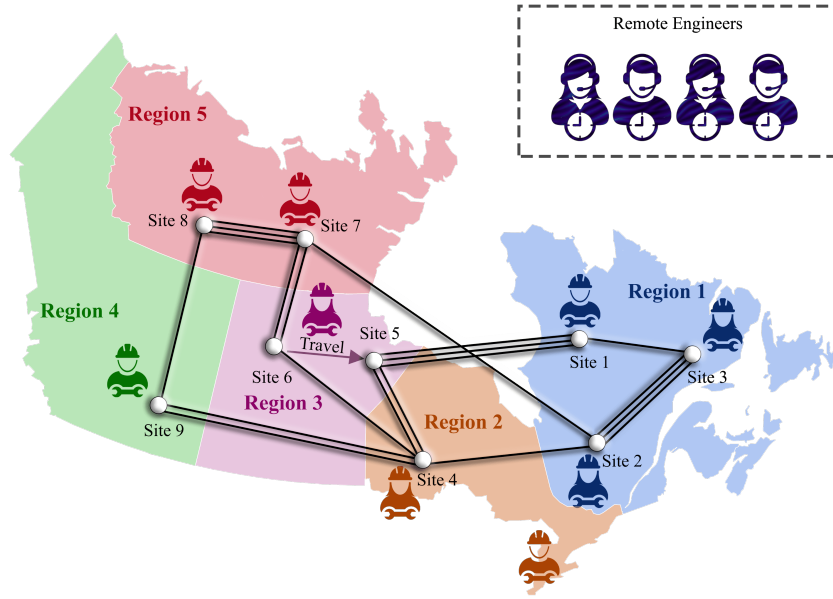 Remote Engineers
Region 5
Site 8
Site 7
Region 4
Region 1
Site 5
Travel
Site 1
Site 3
Site 6
Region 3
Region 2
Site 9
Site 4
Site 2